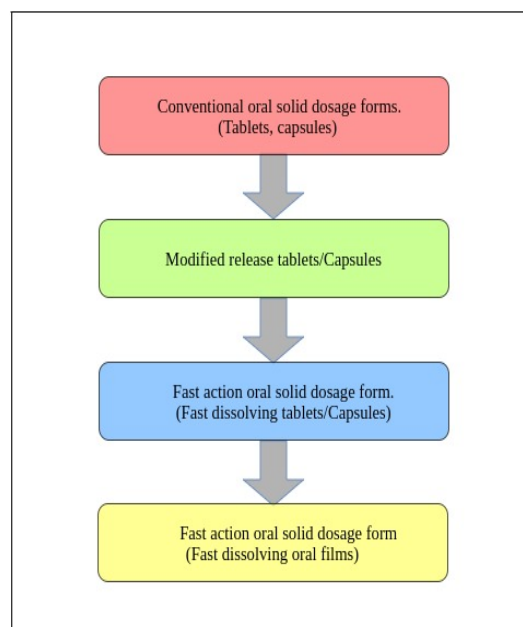 Conventional oral solid dosage forms.
(Tablets, capsules)
Modified release tablets/Capsules
Fast action oral solid dosage form.
(Fast dissolving tablets/Capsules)
Fast action oral solid dosage form
(Fast dissolving oral films)